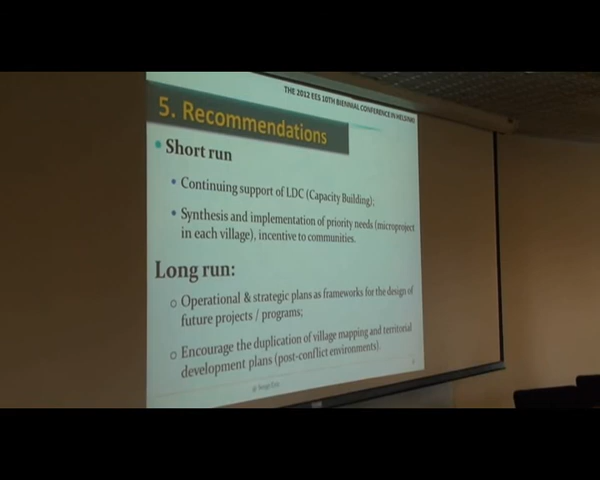 THE 2012 EES 10TH BIENNIAL CONFERENCE IN HELSINKI
5. Recommendations
• Short run
• Continuing support of LDC (Capacity Building);
• Synthesis and implementation of priority needs (microproject
in each village), incentive to communities.
Long run:
o Operational & strategic plans as frameworks for the design of
future projects / programs;
o Encourage the duplication of village mapping and territorial
development plans (post-conflict environments).